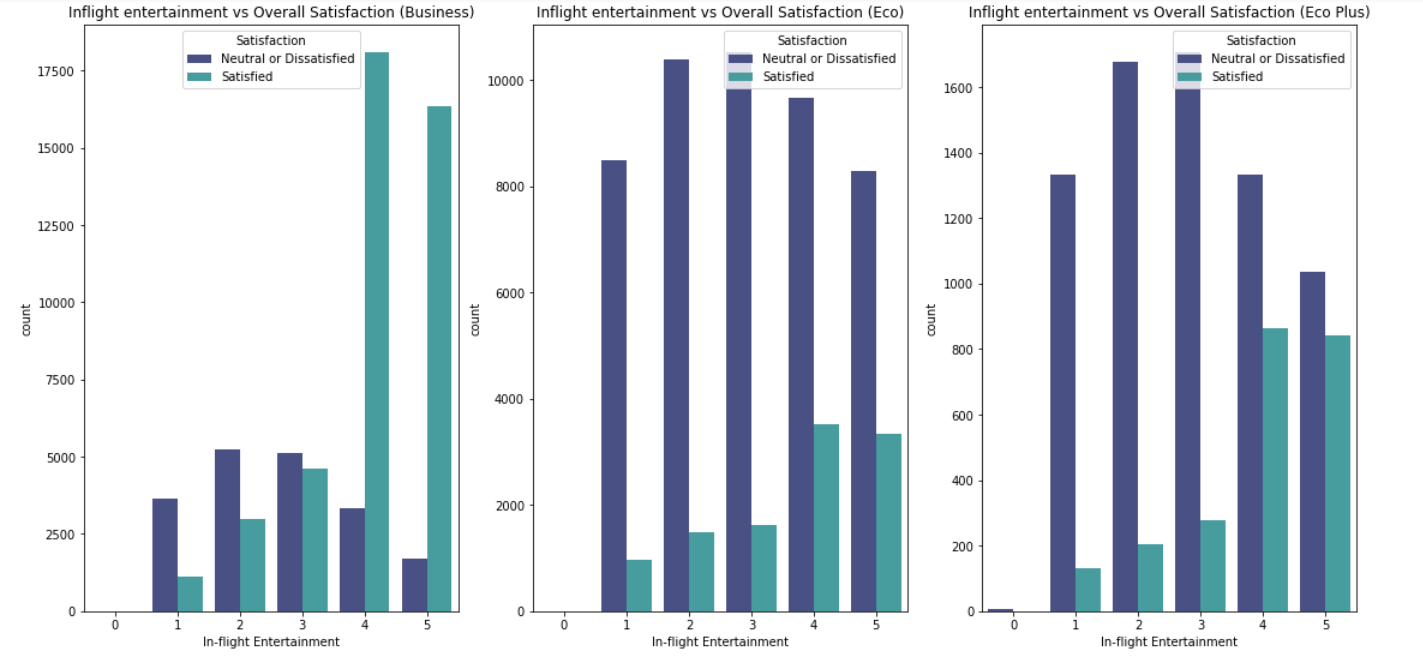 Inflight entertainment vs Overall Satisfaction (Business)
Satisfaction
Neutral or Dissatisfied
Satisfied
17500
15000
12500
10000
7500
5000
2500
0
count
0 1 2 3 4 5
In-flight Entertainment
Inflight entertainment vs Overall Satisfaction (Eco)
Satisfaction
Neutral or Dissatisfied
Satisfied
10000
8000
6000
4000
2000
0
count
0 1 2 3 4 5
In-flight Entertainment
Inflight entertainment vs Overall Satisfaction (Eco Plus)
Satisfaction
Neutral or Dissatisfied
Satisfied
1600
1400
1200
1000
800
600
400
200
0
count
0 1 2 3 4 5
In-flight Entertainment